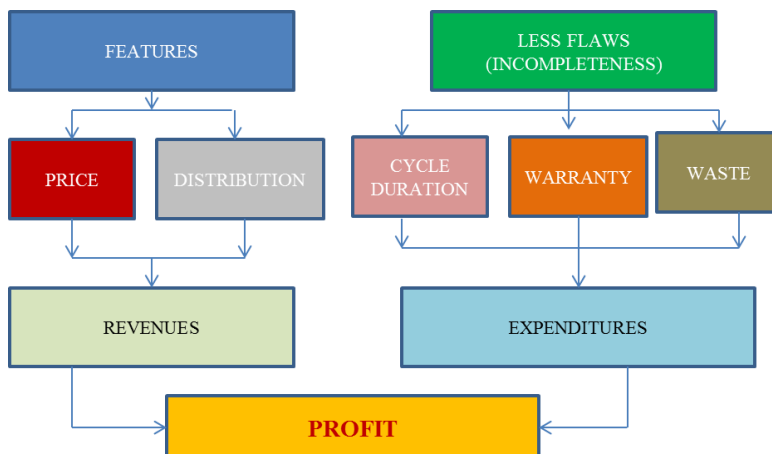 FEATURES
LESS FLAWS
(INCOMPLETENESS)
PRICE
DISTRIBUTION
CYCLE
DURATION
WARRANTY
WASTE
REVENUES
EXPENDITURES
PROFIT